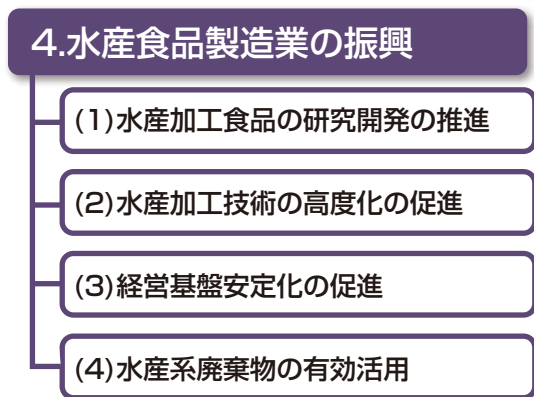 4.水産食品製造業の振興
(1)水産加工食品の研究開発の推進
(2)水産加工技術の高度化の促進
(3)経営基盤安定化の促進
(4)水産系廃棄物の有効活用